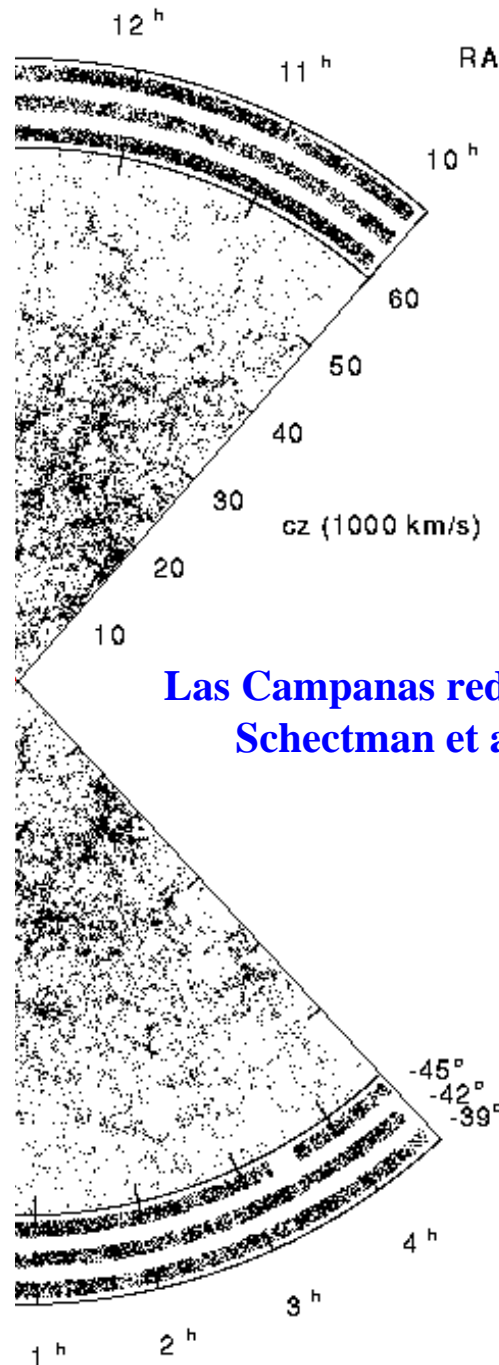 12 h
11 h
RA
10 h
60
50
40
30
cz (1000 km/s)
20
10
Las Campanas red
Schectman et a
-45°
-42°
-39°
4 h
3 h
2 h
1 h